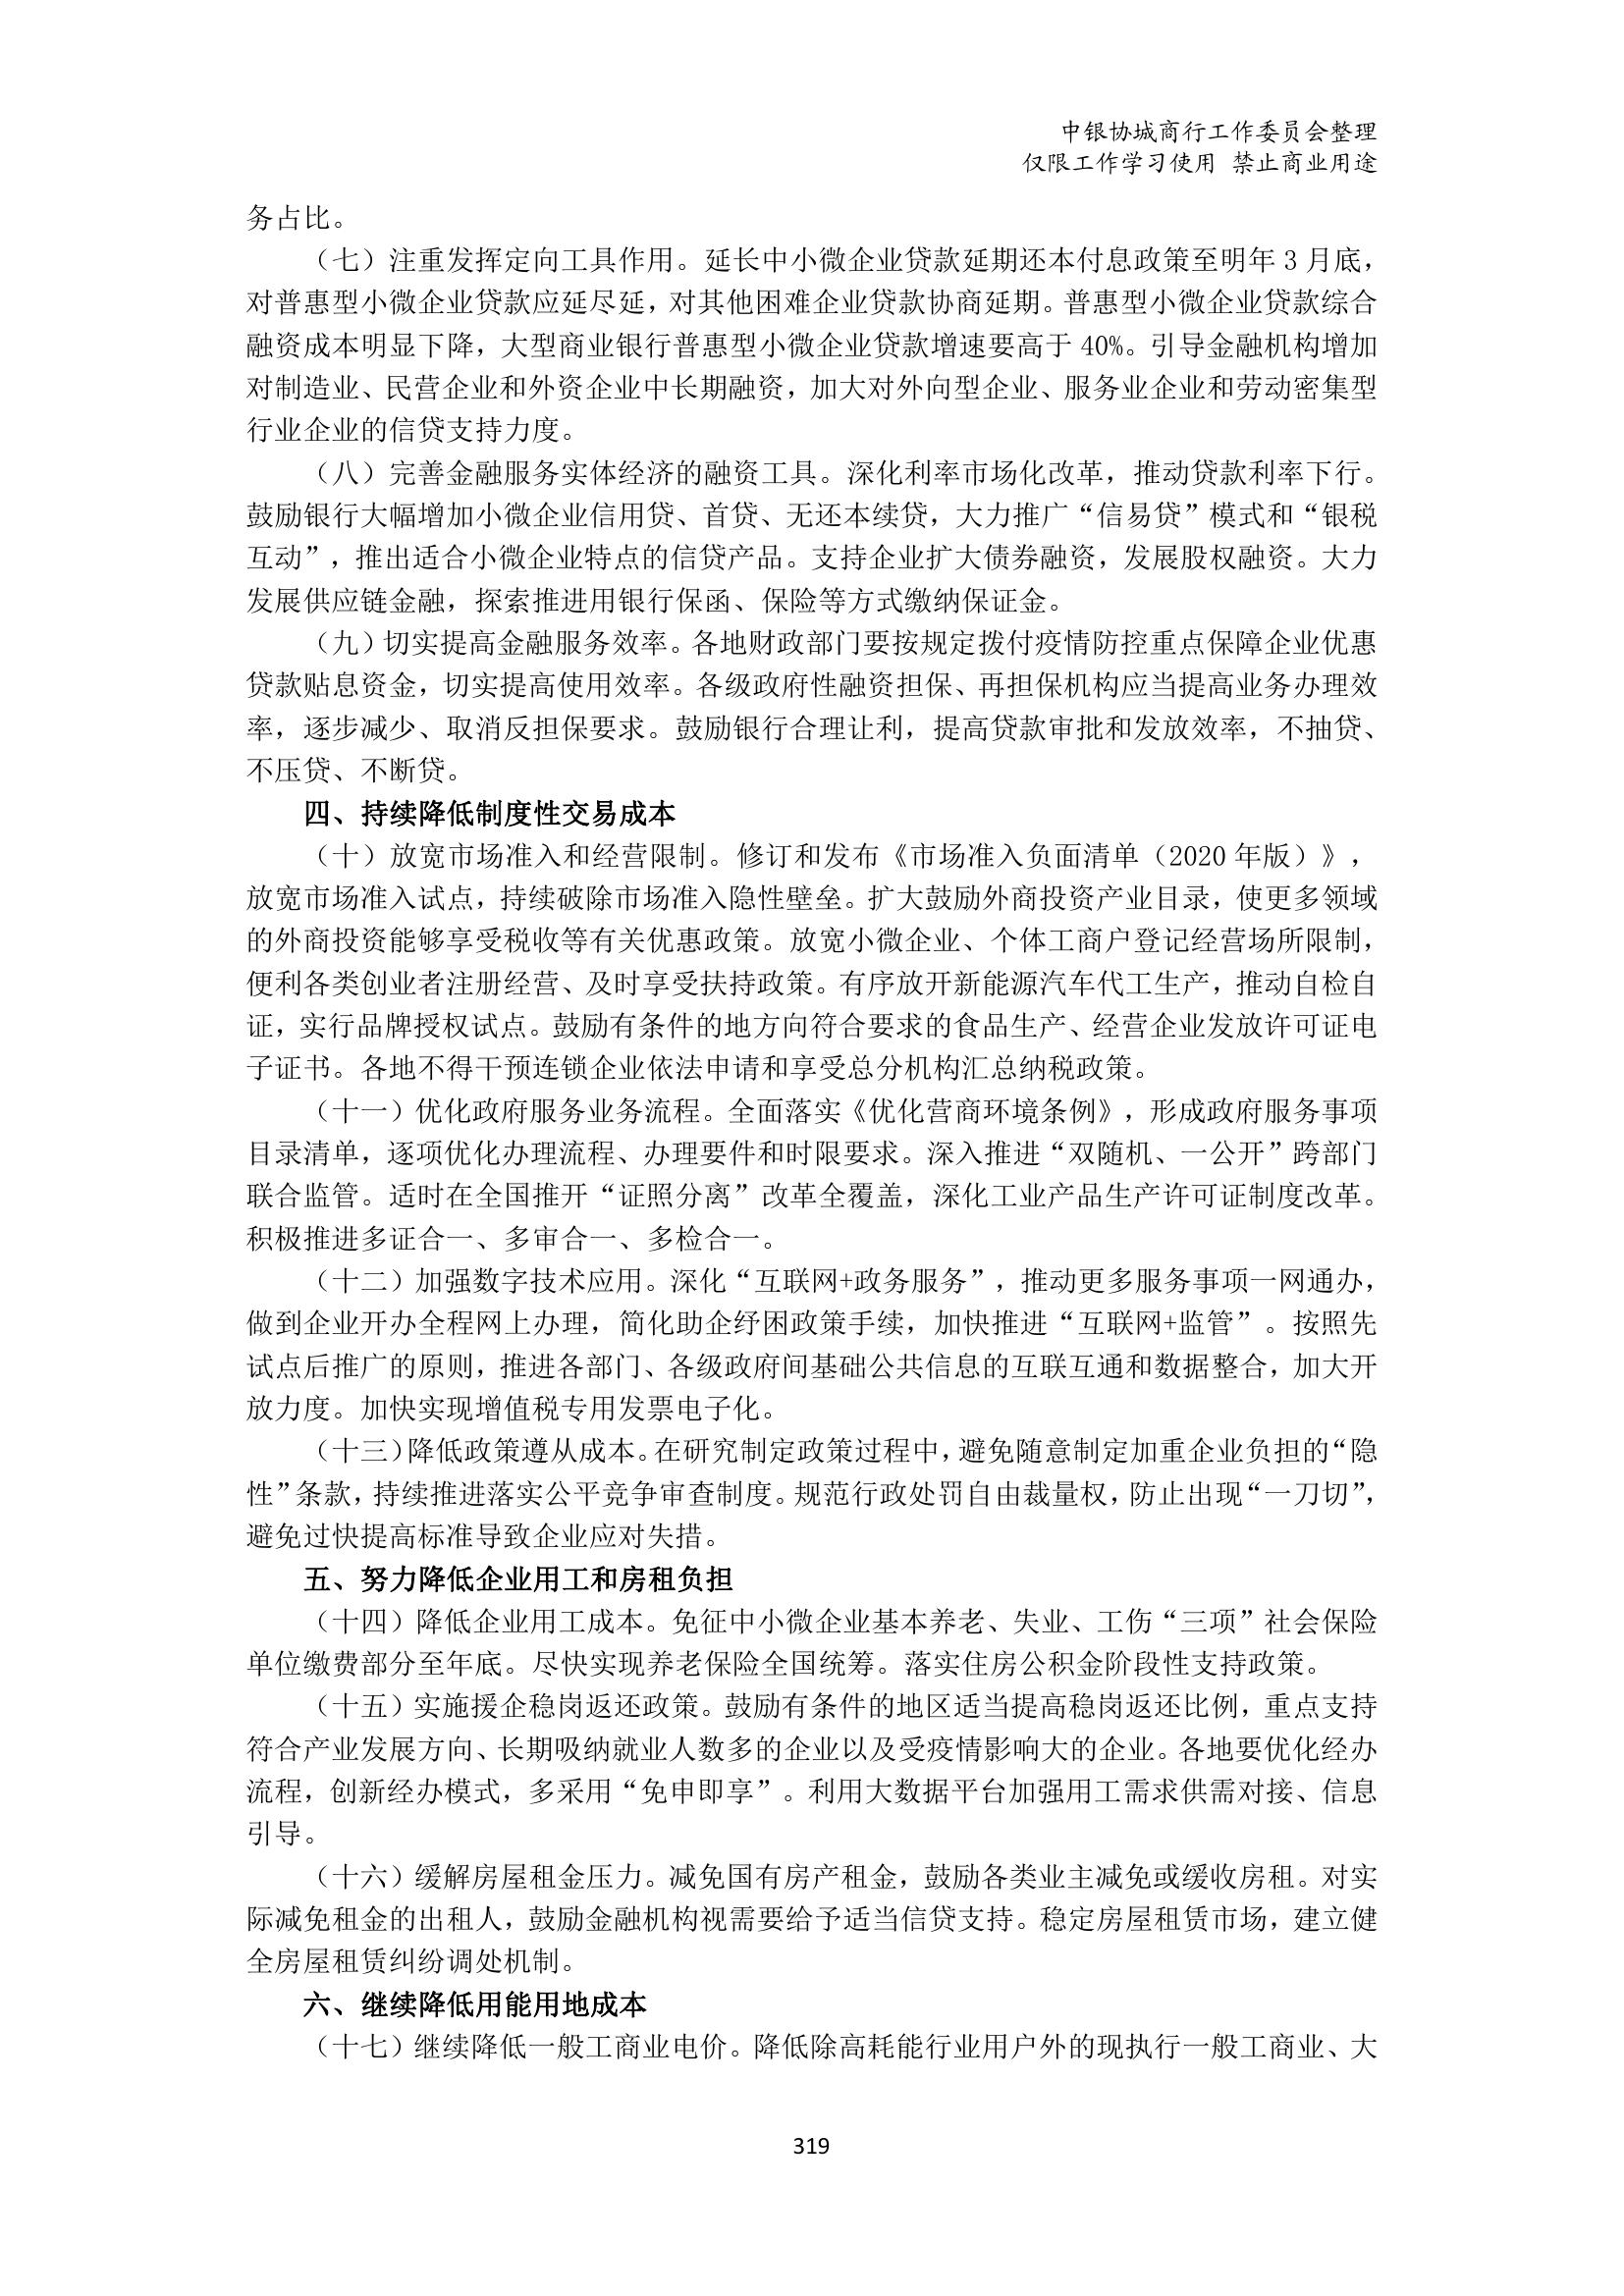 中银协城商行工作委员会整理
仅限工作学习使用 禁止商业用途
务占比。
（七）注重发挥定向工具作用。延长中小微企业贷款延期还本付息政策至明年 3 月底，
对普惠型小微企业贷款应延尽延，对其他困难企业贷款协商延期。普惠型小微企业贷款综合
融资成本明显下降，大型商业银行普惠型小微企业贷款增速要高于 40%。引导金融机构增加
对制造业、民营企业和外资企业中长期融资，加大对外向型企业、服务业企业和劳动密集型
行业企业的信贷支持力度。
（八）完善金融服务实体经济的融资工具。深化利率市场化改革，推动贷款利率下行。
鼓励银行大幅增加小微企业信用贷、首贷、无还本续贷，大力推广“信易贷”模式和“银税
互动”，推出适合小微企业特点的信贷产品。支持企业扩大债券融资，发展股权融资。大力
发展供应链金融，探索推进用银行保函、保险等方式缴纳保证金。
（九）切实提高金融服务效率。各地财政部门要按规定拨付疫情防控重点保障企业优惠
贷款贴息资金，切实提高使用效率。各级政府性融资担保、再担保机构应当提高业务办理效
率，逐步减少、取消反担保要求。鼓励银行合理让利，提高贷款审批和发放效率，不抽贷、
不压贷、不断贷。
四、持续降低制度性交易成本
（十）放宽市场准入和经营限制。修订和发布《市场准入负面清单（2020 年版）》，
放宽市场准入试点，持续破除市场准入隐性壁垒。扩大鼓励外商投资产业目录，使更多领域
的外商投资能够享受税收等有关优惠政策。放宽小微企业、个体工商户登记经营场所限制，
便利各类创业者注册经营、及时享受扶持政策。有序放开新能源汽车代工生产，推动自检自
证，实行品牌授权试点。鼓励有条件的地方向符合要求的食品生产、经营企业发放许可证电
子证书。各地不得干预连锁企业依法申请和享受总分机构汇总纳税政策。
（十一）优化政府服务业务流程。全面落实《优化营商环境条例》，形成政府服务事项
目录清单，逐项优化办理流程、办理要件和时限要求。深入推进“双随机、一公开”跨部门
联合监管。适时在全国推开“证照分离”改革全覆盖，深化工业产品生产许可证制度改革。
积极推进多证合一、多审合一、多检合一。
（十二）加强数字技术应用。深化“互联网+政务服务”，推动更多服务事项一网通办，
做到企业开办全程网上办理，简化助企纾困政策手续，加快推进“互联网+监管”。按照先
试点后推广的原则，推进各部门、各级政府间基础公共信息的互联互通和数据整合，加大开
放力度。加快实现增值税专用发票电子化。
（十三）降低政策遵从成本。在研究制定政策过程中，避免随意制定加重企业负担的“隐
性”条款，持续推进落实公平竞争审查制度。规范行政处罚自由裁量权，防止出现“一刀切”，
避免过快提高标准导致企业应对失措。
五、努力降低企业用工和房租负担
（十四）降低企业用工成本。免征中小微企业基本养老、失业、工伤“三项”社会保险
单位缴费部分至年底。尽快实现养老保险全国统筹。落实住房公积金阶段性支持政策。
（十五）实施援企稳岗返还政策。鼓励有条件的地区适当提高稳岗返还比例，重点支持
符合产业发展方向、长期吸纳就业人数多的企业以及受疫情影响大的企业。各地要优化经办
流程，创新经办模式，多采用“免申即享”。利用大数据平台加强用工需求供需对接、信息
引导。
（十六）缓解房屋租金压力。减免国有房产租金，鼓励各类业主减免或缓收房租。对实
际减免租金的出租人，鼓励金融机构视需要给予适当信贷支持。稳定房屋租赁市场，建立健
全房屋租赁纠纷调处机制。
六、继续降低用能用地成本
（十七）继续降低一般工商业电价。降低除高耗能行业用户外的现执行一般工商业、大
319